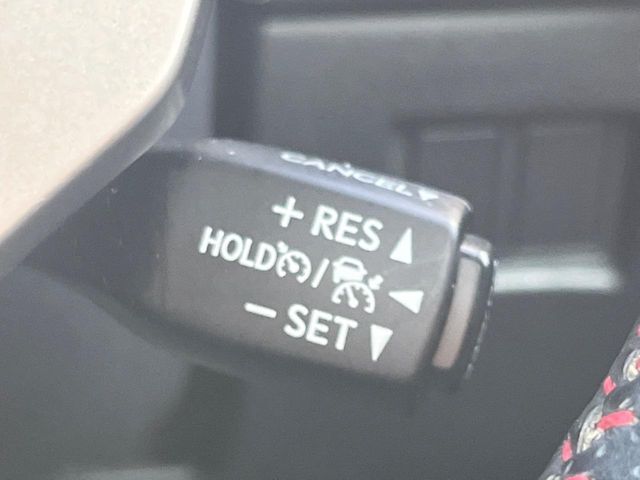 CANCEL
+ RES ▲
HOLD / ◀
− SET ▼